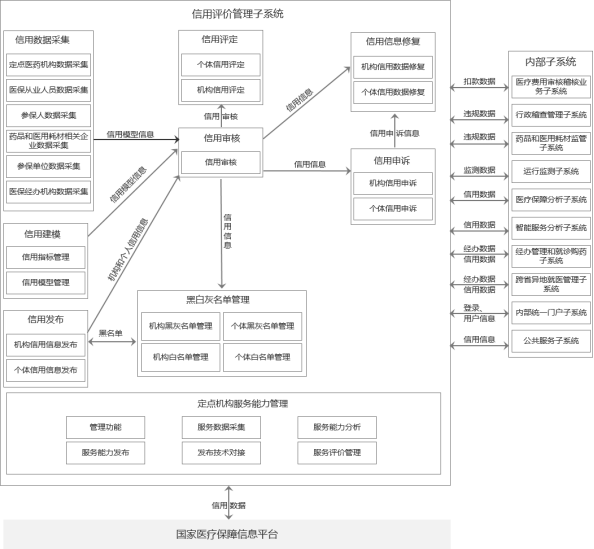 信用评价管理子系统
信用数据采集
定点医药机构数据采集
医保从业人员数据采集
参保人数据采集
药品和医用耗材相关企
业数据采集
参保单位数据采集
医保经办机构数据采集
信用建模
信用指标管理
信用模型管理
信用发布
机构信用信息发布
个体信用信息发布
信用模型信息
信用模型信息
机构和个人信用信息
黑名单
信用评定
个体信用评定
机构信用评定
信用 审核
信用审核
信用审核
信用信息
信用信息
信
用
信
息
信用信息修复
机构信用数据修复
个体信用数据修复
信用申 诉信息
信用申诉
机构信用申诉
个体信用申诉
黑白灰名单管理
机构黑灰名单管理
个体黑灰名单管理
机构白名单管理
个体白名单管理
定点机构服务能力管理
管理功能
服务数据采集
服务能力分析
服务能力发布
发布技术对接
服务评价管理
信用 数据
国家医疗保障信息平台
扣款数据
违规数据
违规数据
监测数据
信用数据
信用数据
经办数据
信用数据
经办数据
信用数据
登录、
用户信息
信用信息
内部子系统
医疗费用审核稽核业
务子系统
行政稽查管理子系统
药品和医用耗材监管
子系统
运行监测子系统
医疗保障分析子系统
智能服务分析子系统
经办管理和就诊购药
子系统
跨省异地就医管理子
系统
内部统一门户子系统
公共服务子系统